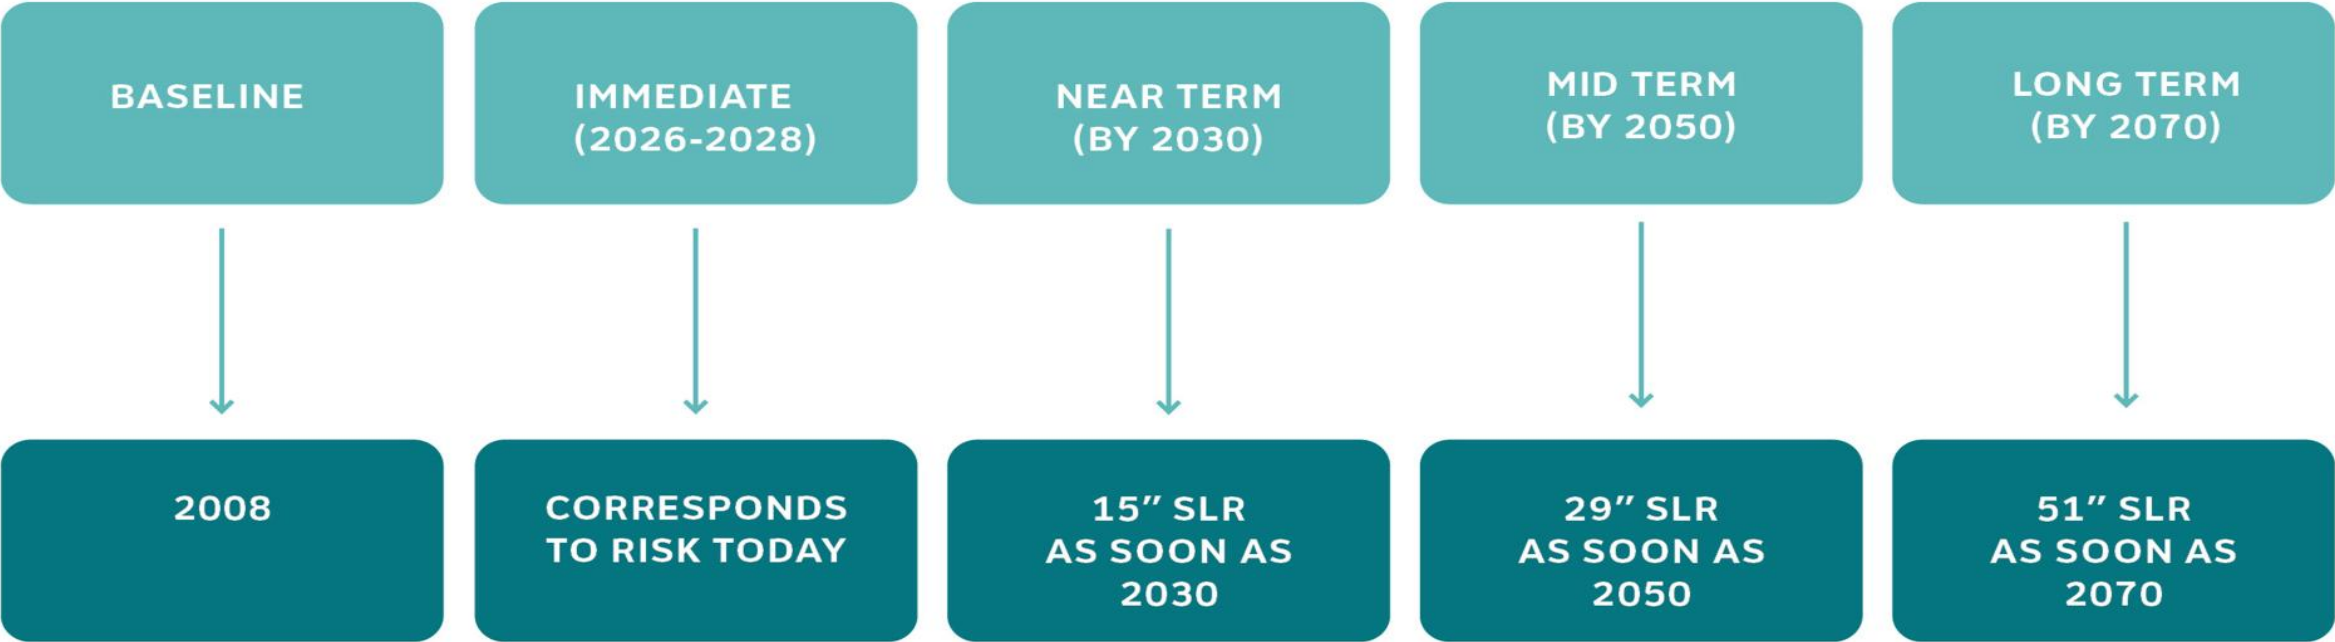 BASELINE
IMMEDIATE
(2026-2028)
NEAR TERM
(BY 2030)
MID TERM
(BY 2050)
LONG TERM
(BY 2070)
2008
CORRESPONDS
TO RISK TODAY
15″ SLR
AS SOON AS
2030
29″ SLR
AS SOON AS
2050
51″ SLR
AS SOON AS
2070